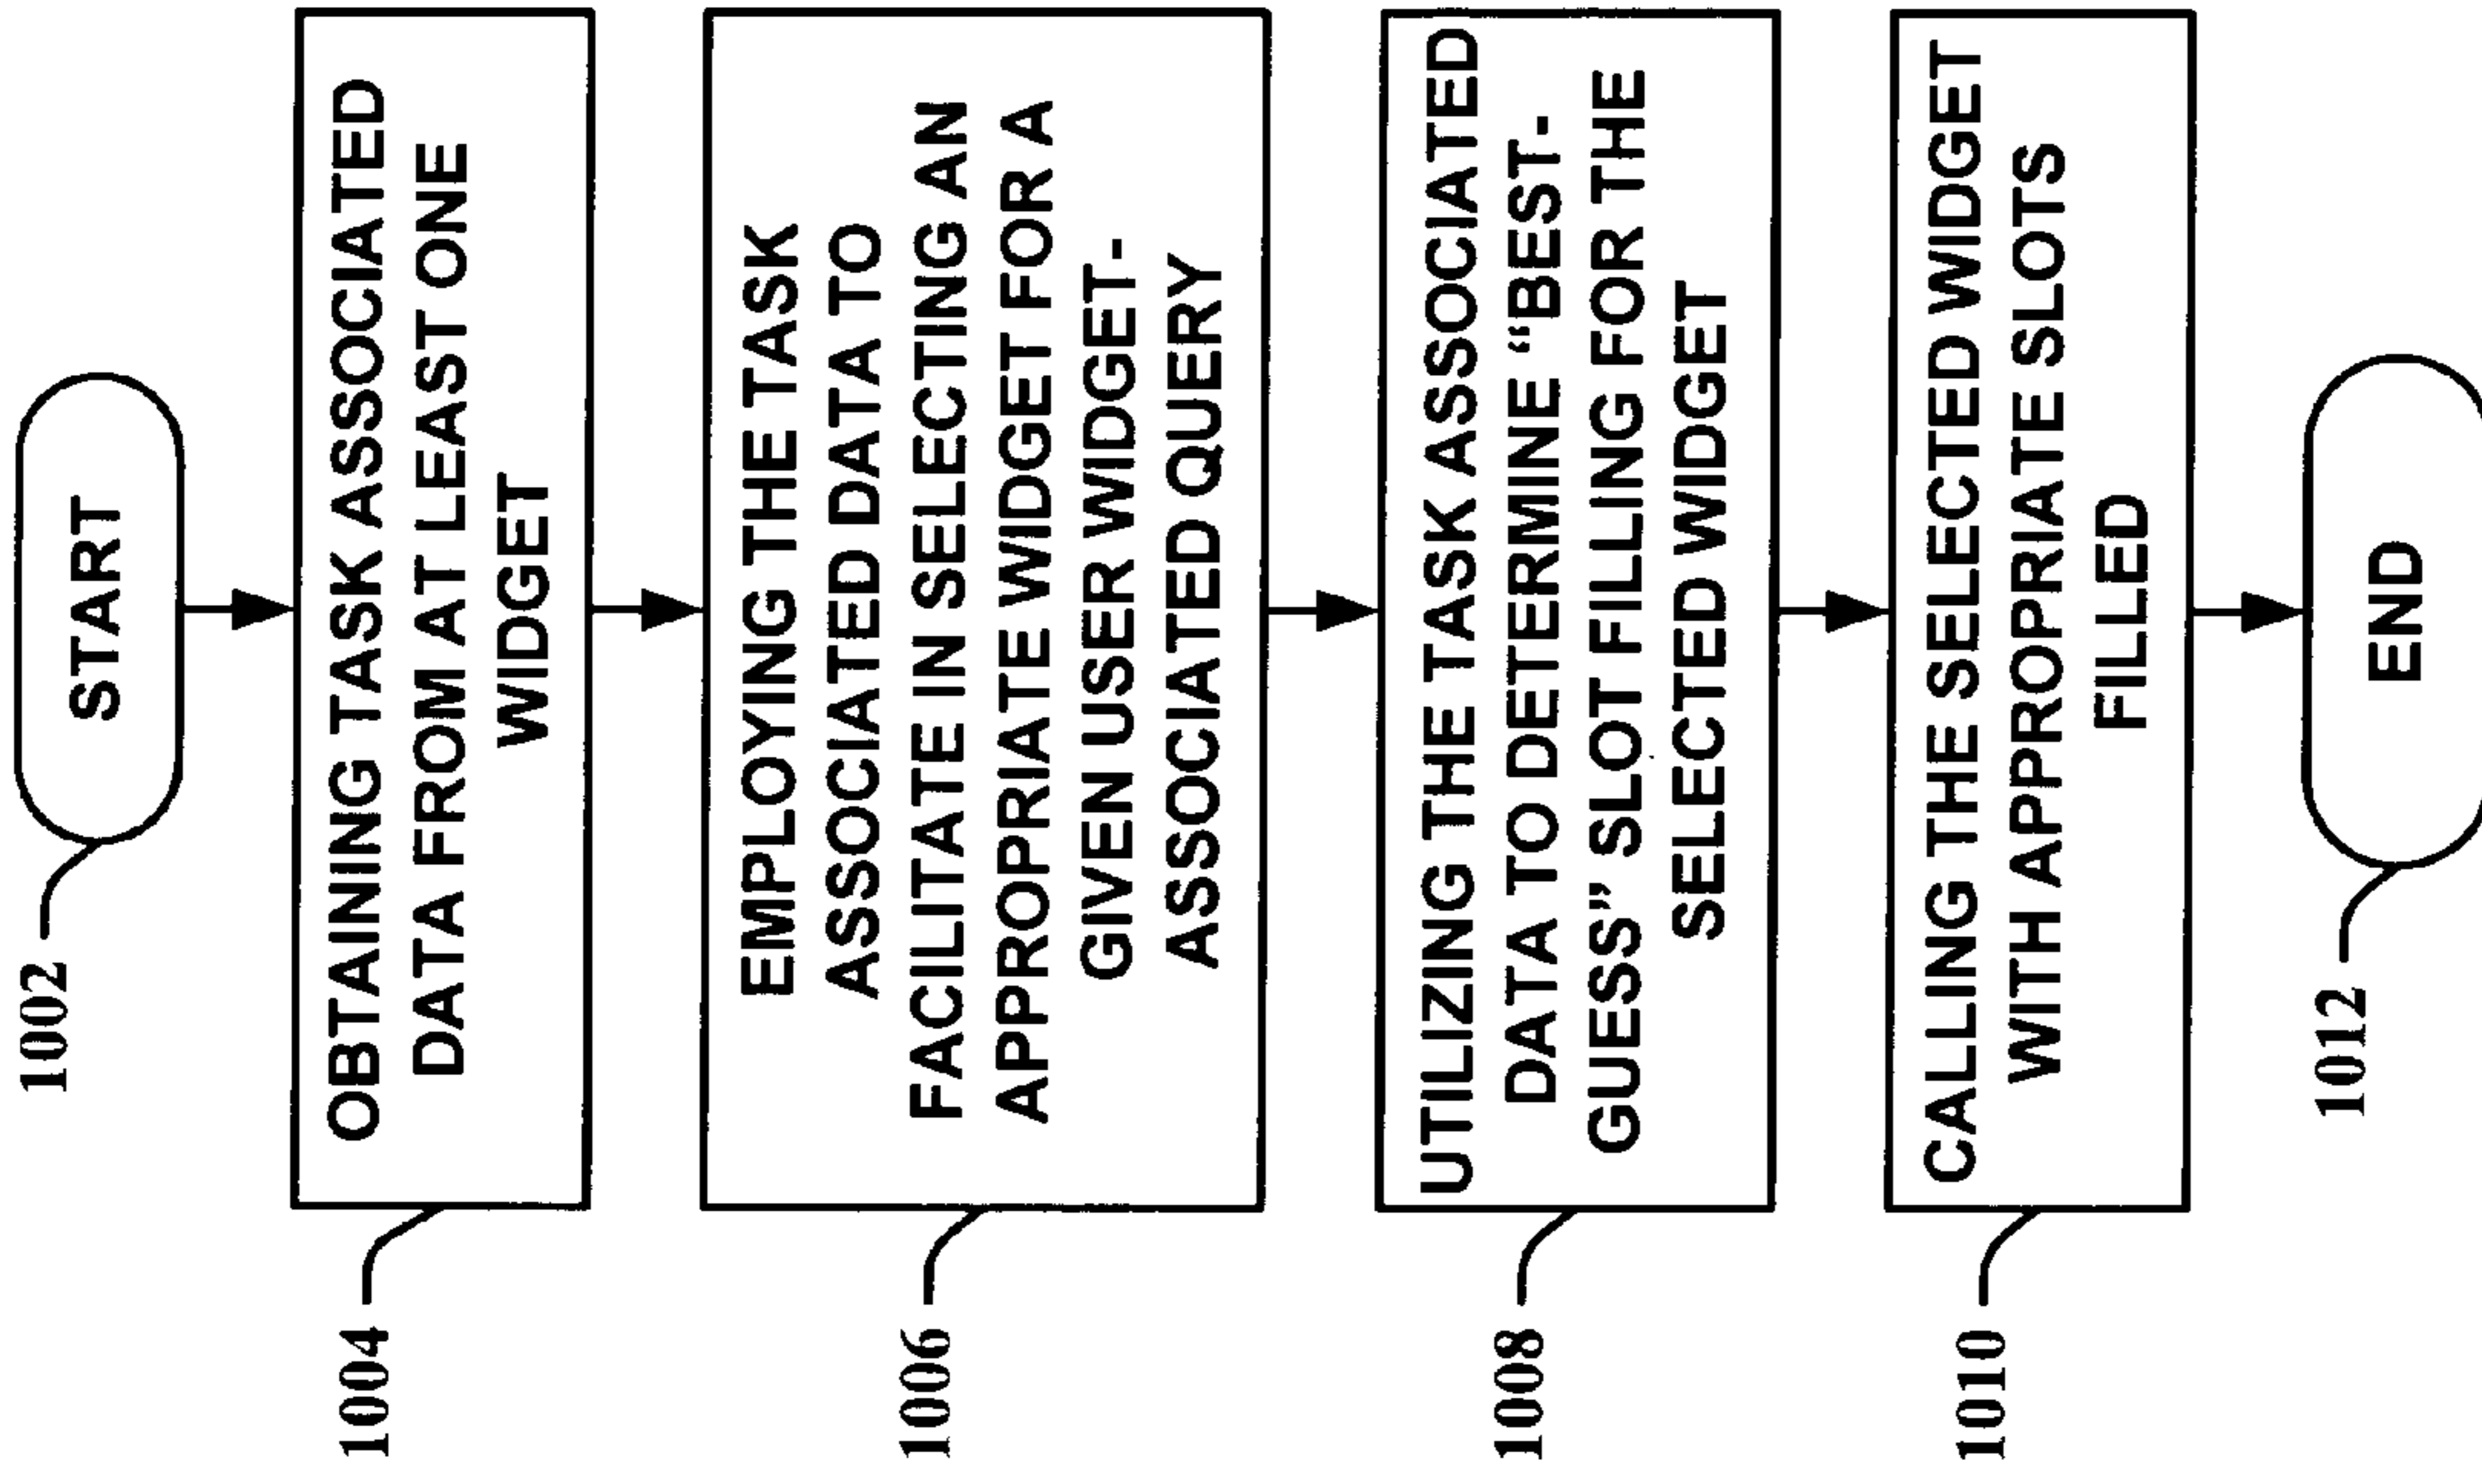 START
1002
OBTAINING TASK ASSOCIATED
DATA FROM AT LEAST ONE
WIDGET
1004
EMPLOYING THE TASK
ASSOCIATED DATA TO
FACILITATE IN SELECTING AN
APPROPRIATE WIDGET FOR A
GIVEN USER WIDGET-
ASSOCIATED QUERY
1006
UTILIZING THE TASK ASSOCIATED
DATA TO DETERMINE “BEST-
GUESS” SLOT FILLING FOR THE
SELECTED WIDGET
1008
CALLING THE SELECTED WIDGET
WITH APPROPRIATE SLOTS
FILLED
1010
END
1012